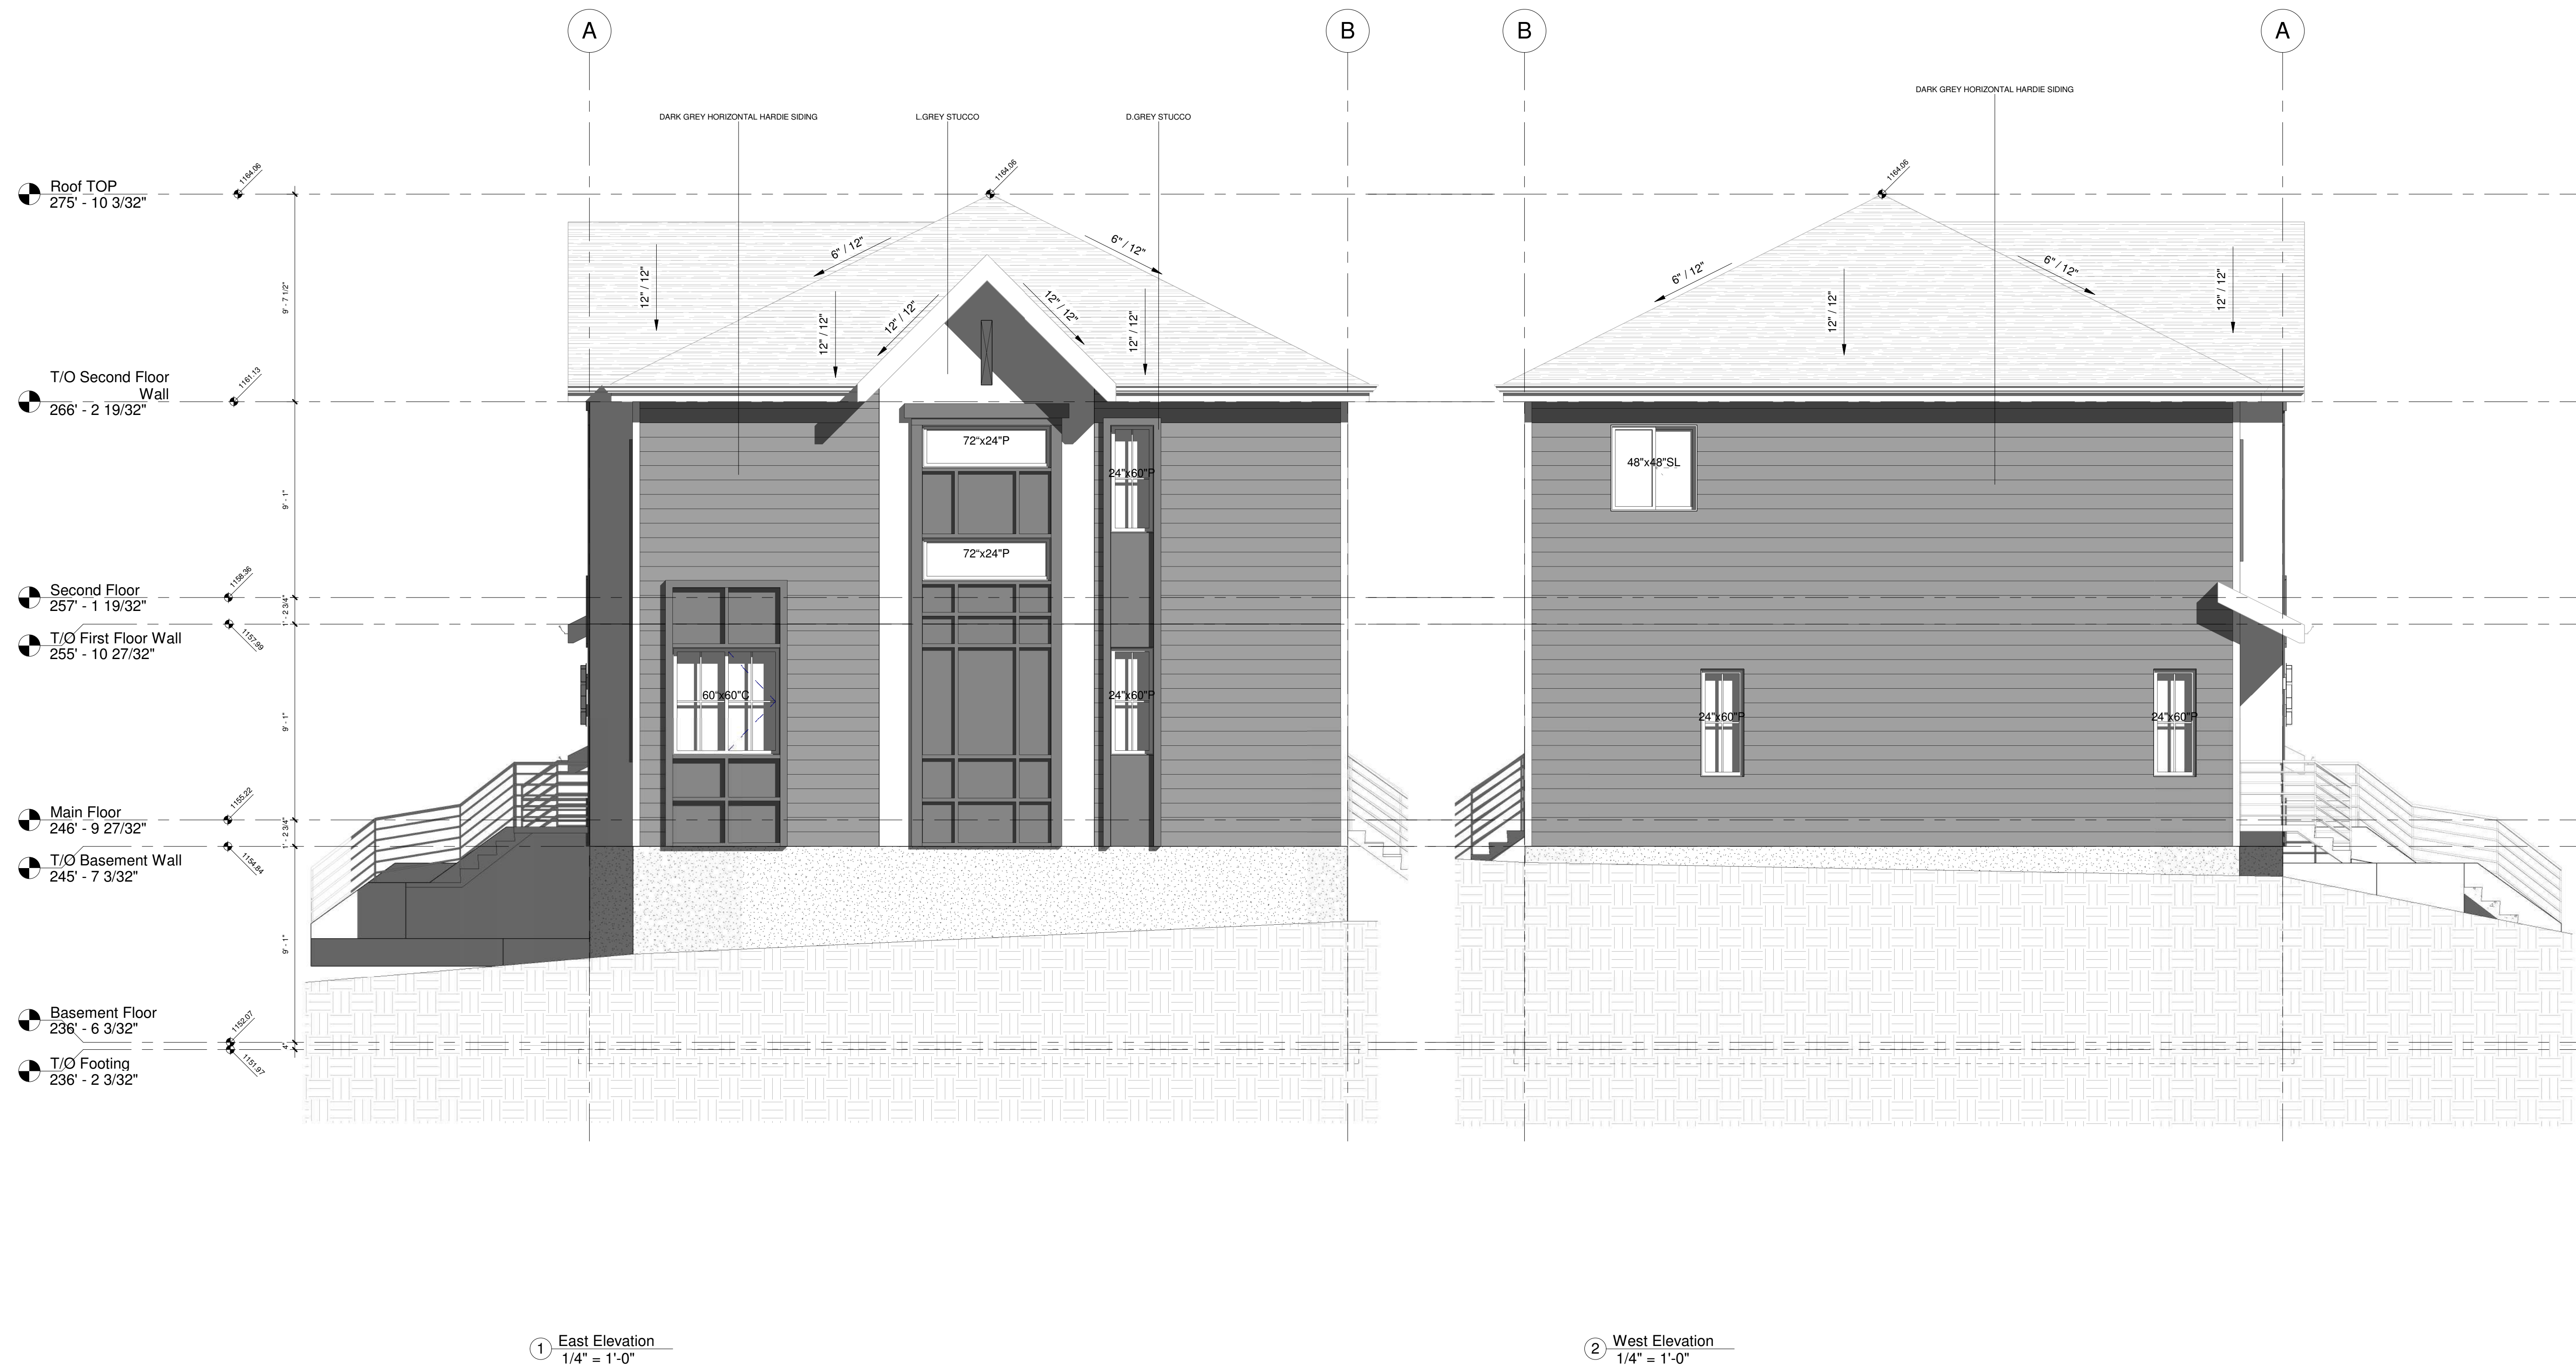 A
B
B
A
DARK GREY HORIZONTAL HARDIE SIDING
L.GREY STUCCO
D.GREY STUCCO
DARK GREY HORIZONTAL HARDIE SIDING
Roof TOP
275' - 10 3/32"
1164.06
1164.06
1164.06
6" / 12"
6" / 12"
6" / 12"
6" / 12"
12" / 12"
12" / 12"
12" / 12"
12" / 12"
12" / 12"
12" / 12"
12" / 12"
9' - 7 1/2"
T/O Second Floor
Wall
266' - 2 19/32"
1161.13
72"x24"P
24"x60"P
48"x48"SL
9' - 1"
72"x24"P
Second Floor
257' - 1 19/32"
1158.36
1' - 2 3/4"
T/O First Floor Wall
255' - 10 27/32"
1157.99
60"x60"C
24"x60"P
24"x60"P
24"x60"P
9' - 1"
Main Floor
246' - 9 27/32"
1155.22
1' - 2 3/4"
T/O Basement Wall
245' - 7 3/32"
1154.84
9' - 1"
Basement Floor
236' - 6 3/32"
1152.07
4"
T/O Footing
236' - 2 3/32"
1151.97
1 East Elevation
1/4" = 1'-0"
2 West Elevation
1/4" = 1'-0"